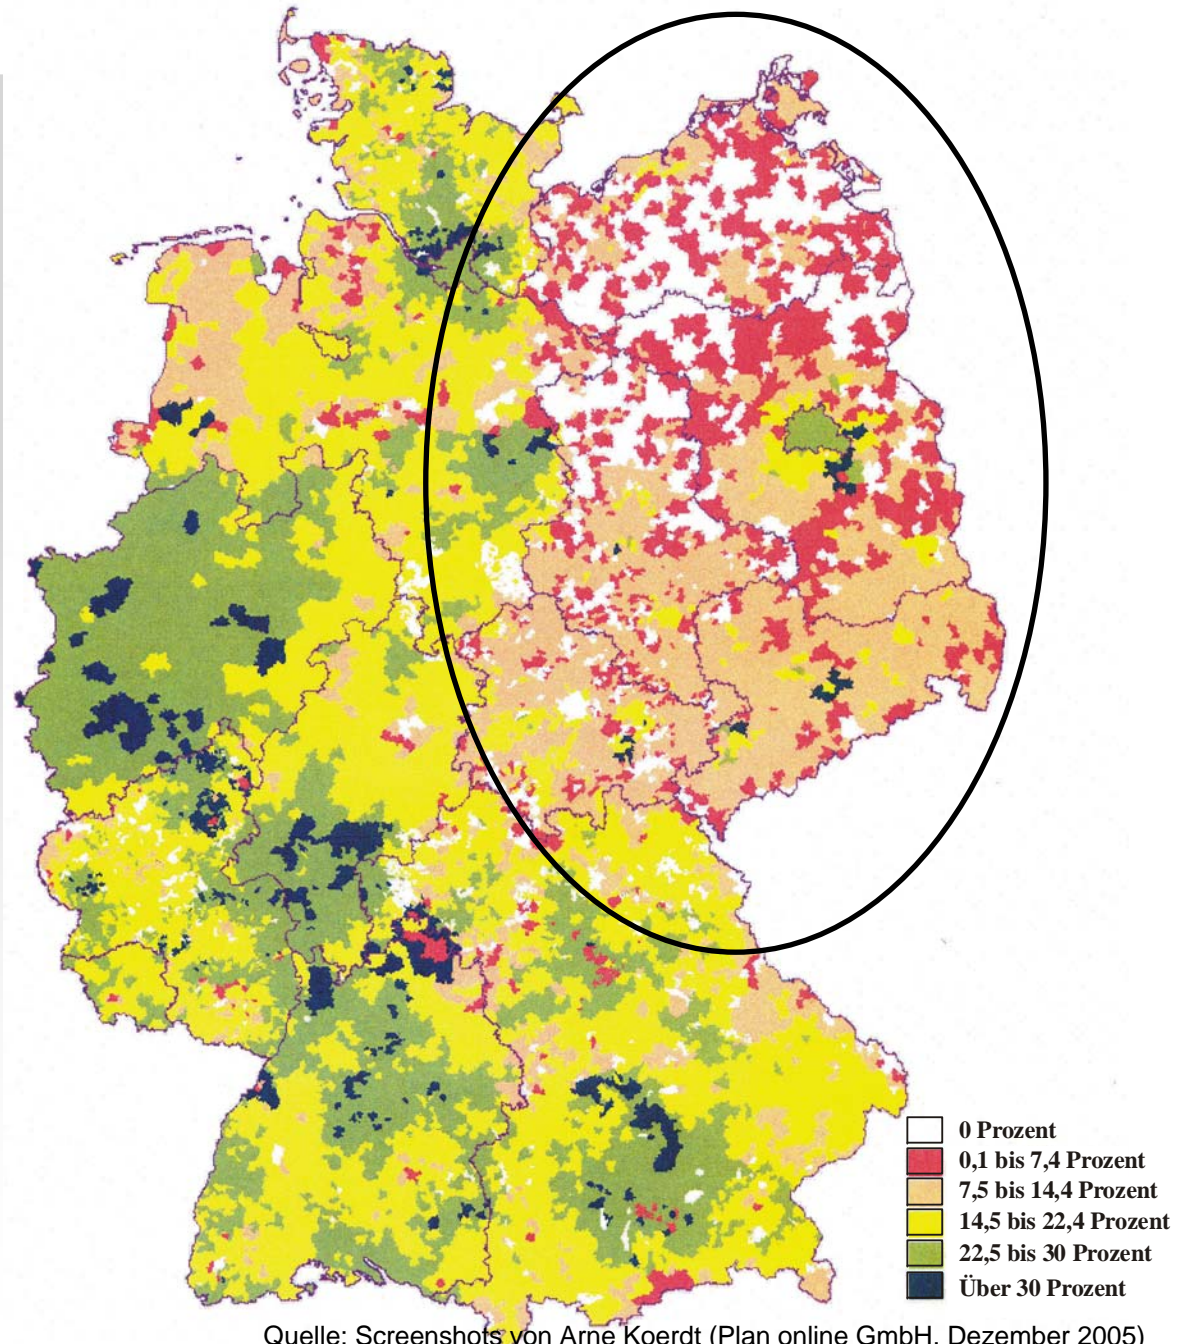 0 Prozent
0,1 bis 7,4 Prozent
7,5 bis 14,4 Prozent
14,5 bis 22,4 Prozent
22,5 bis 30 Prozent
Über 30 Prozent
Quelle: Screenshots von Arne Koerdt (Plan online GmbH, Dezember 2005)